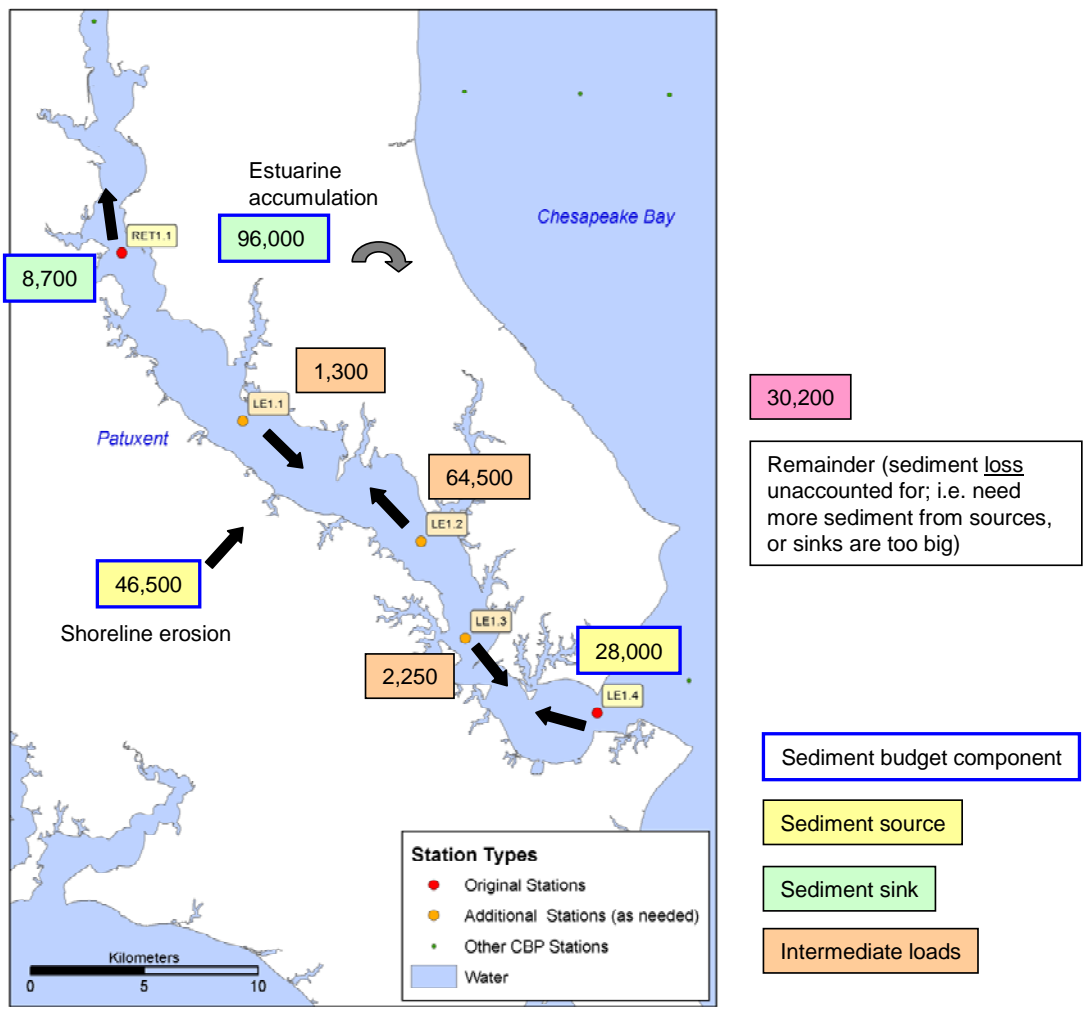 Estuarine
accumulation
96,000
Chesapeake Bay
RET1.1
8,700
1,300
LE1.1
Patuxent
64,500
LE1.2
46,500
Shoreline erosion
LE1.3
2,250
28,000
LE1.4
30,200
Remainder (sediment loss
unaccounted for; i.e. need
more sediment from sources,
or sinks are too big)
Sediment budget component
Sediment source
Sediment sink
Intermediate loads
Station Types
Original Stations
Additional Stations (as needed)
Other CBP Stations
Water
Kilometers
0 5 10